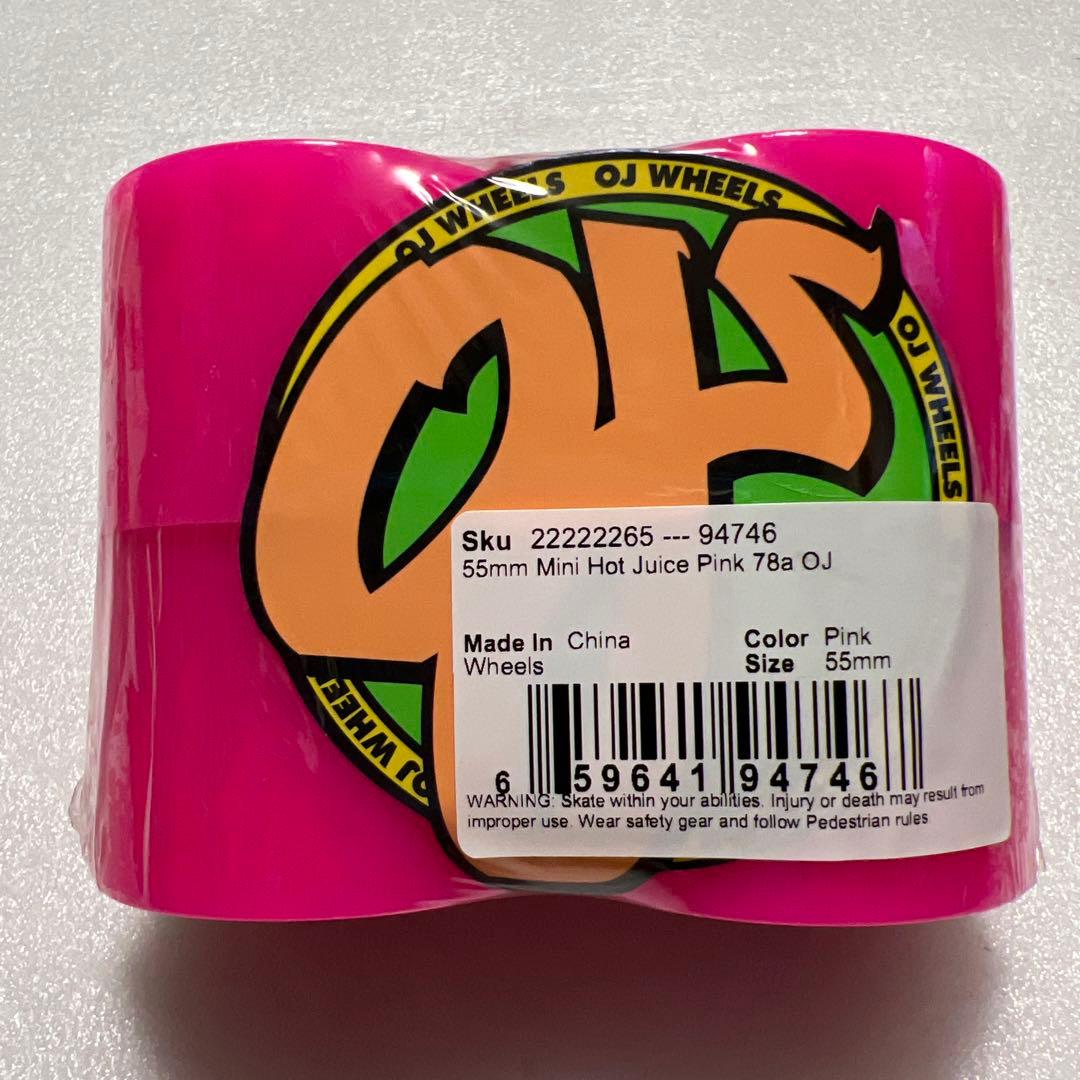 OJ WHEELS OJ WHEELS
OJ WHEELS
OJ WHEE
OJ's
Sku 22222265 --- 94746
55mm Mini Hot Juice Pink 78a OJ
Made In China Color Pink
Wheels Size 55mm
6 59641 94746
WARNING: Skate within your abilities. Injury or death may result from
improper use. Wear safety gear and follow Pedestrian rules